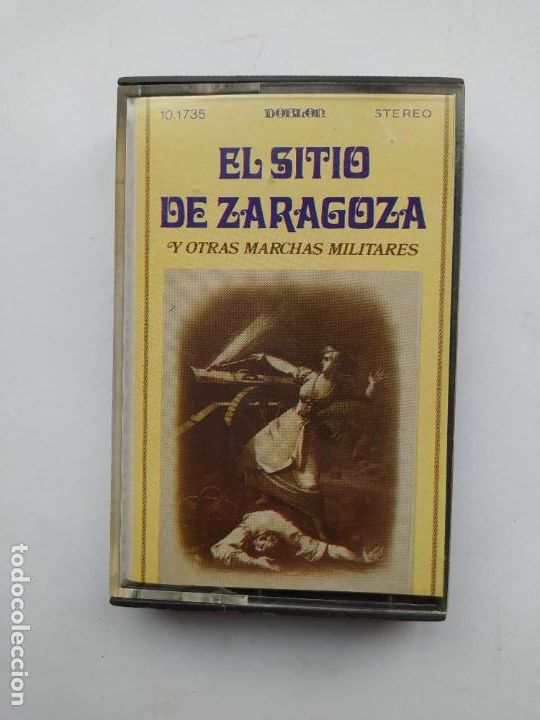 10.1735 DOBLON STEREO
EL SITIO
DE ZARAGOZA
Y OTRAS MARCHAS MILITARES
todocoleccion